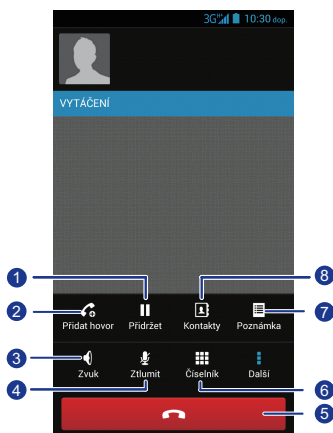 3G 10:30 dop.
VYTÁČENÍ
1
8
2
7
Přidat hovor Přidržet Kontakty Poznámka
3
Zvuk Ztlumit Číselník Další
4
6
5